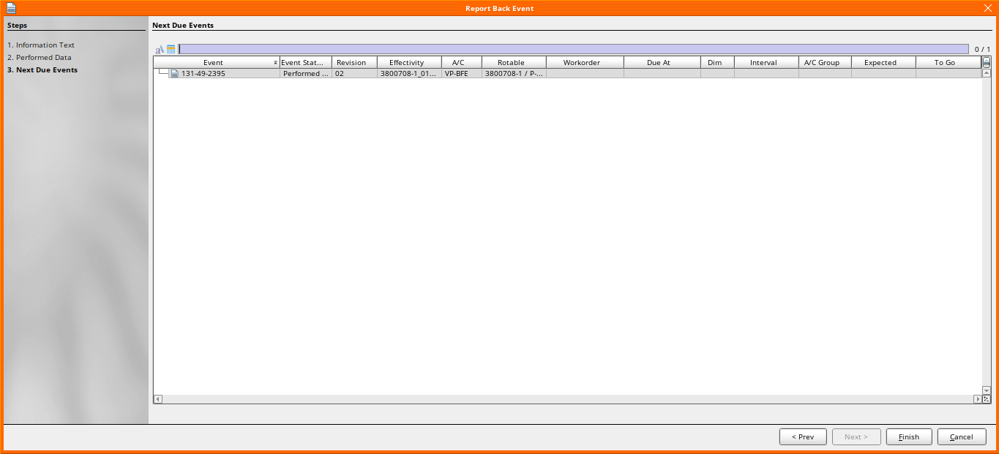 Report Back Event
Steps
1. Information Text
2. Performed Data
3. Next Due Events
Next Due Events
aA
0 / 1
Event Event Stat... Revision Effectivity A/C Rotable Workorder Due At Dim Interval A/C Group Expected To Go
131-49-2395 Performed ... 02 3800708-1_01... VP-BFE 3800708-1 / P-...
< Prev Next > Finish Cancel